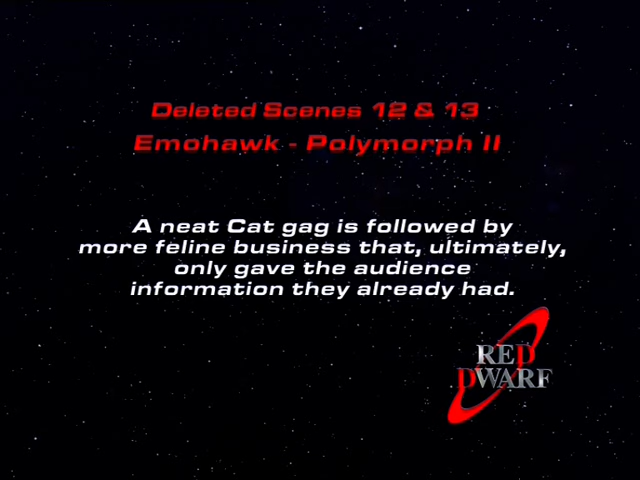 Deleted Scenes 12 & 13
Emohawk - Polymorph II
A neat Cat gag is followed by
more feline business that, ultimately,
only gave the audience
information they already had.
RED
DWARF